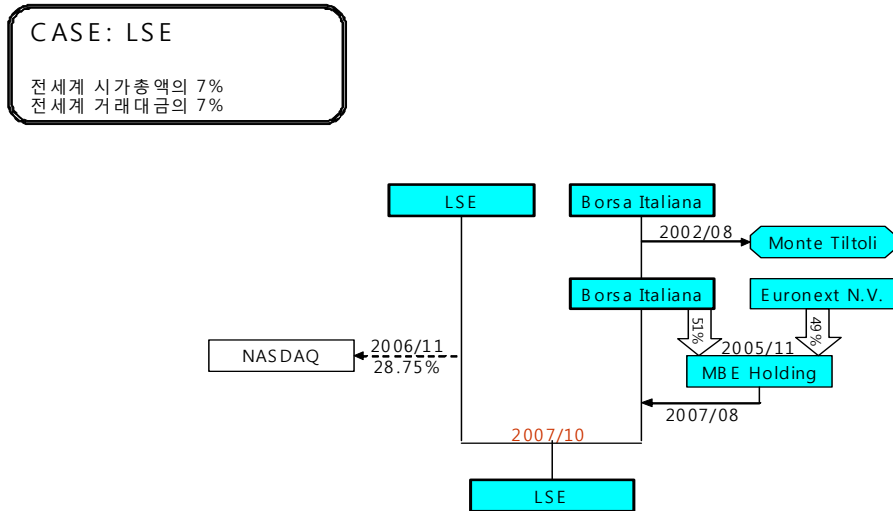 CASE: LSE
전세계 시가총액의 7%
전세계 거래대금의 7%
LSE
Borsa Italiana
2002/08
Monte Tiltoli
Borsa Italiana
Euronext N.V.
51%
49%
2005/11
NASDAQ
2006/11
28.75%
MBE Holding
2007/08
2007/10
LSE